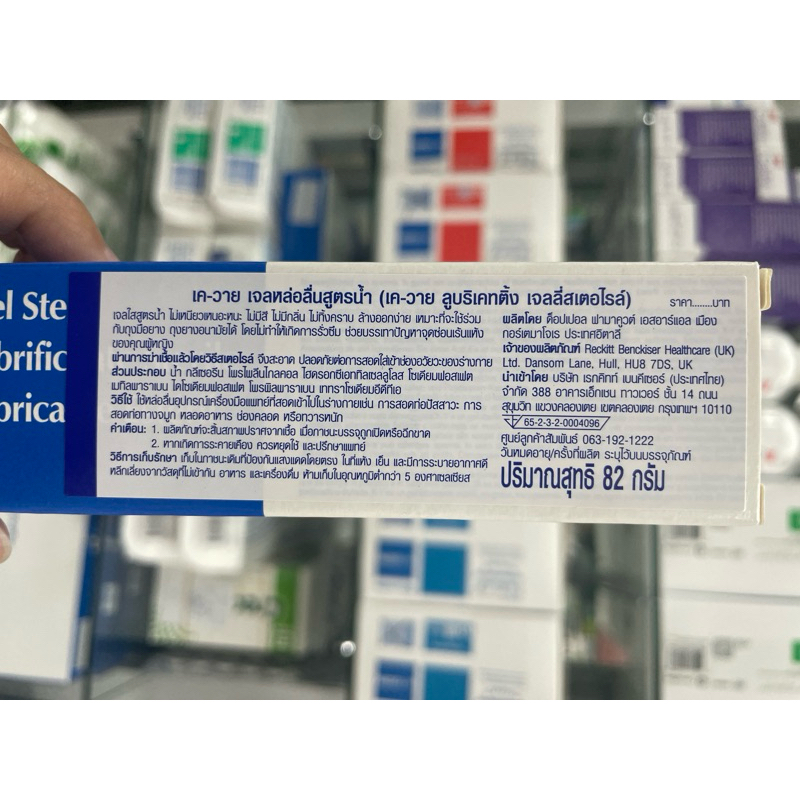 el Ste
brific
brica
เค-วาย เจลหล่อลื่นสูตรน้ำ (เค-วาย ลูบริเคทติ้ง เจลลี่สเตอไรล์)
ราคา........บาท
เจลใสสูตรน้ำ ไม่เหนียวเหนอะหนะ ไม่มีสี ไม่มีกลิ่น ไม่ทิ้งคราบ ล้างออกง่าย เหมาะที่จะใช้ร่วม
กับถุงมือยาง ถุงยางอนามัยได้ โดยไม่ทำให้เกิดการรั่วซึม ช่วยบรรเทาปัญหาจุดซ่อนเร้นแห้ง
ของคุณผู้หญิง
ผ่านการฆ่าเชื้อแล้วโดยวิธีสเตอไรล์ จึงสะอาด ปลอดภัยต่อการสอดใส่เข้าช่องอวัยวะของร่างกาย
ส่วนประกอบ น้ำ กลีเซอรีน โพรไพลีนไกลคอล ไฮดรอกซีเอทิลเซลลูโลส โซเดียมฟอสเฟต
เมทิลพาราเบน ไดโซเดียมฟอสเฟต โพรพิลพาราเบน เททราโซเดียมอีดีทีเอ
วิธีใช้ ใช้หล่อลื่นอุปกรณ์เครื่องมือแพทย์ที่สอดเข้าไปในร่างกายเช่น การสอดท่อปัสสาวะ การ
สอดท่อทางจมูก หลอดอาหาร ช่องคลอด หรือทวารหนัก
คำเตือน: 1. ผลิตภัณฑ์จะสิ้นสภาพปราศจากเชื้อ เมื่อภาชนะบรรจุถูกเปิดหรือฉีกขาด
2. หากเกิดการระคายเคือง ควรหยุดใช้ และปรึกษาแพทย์
วิธีการเก็บรักษา เก็บในภาชนะเดิมที่ป้องกันแสงแดดโดยตรง ในที่แห้ง เย็น และมีการระบายอากาศดี
หลีกเลี่ยงจากวัสดุที่ไม่เข้ากัน อาหาร และเครื่องดื่ม ห้ามเก็บในอุณหภูมิต่ำกว่า 5 องศาเซลเซียส
ผลิตโดย ด็อปเปล ฟามาคูวต์ เอสอาร์แอล เมือง
กอร์เตมาโจเร ประเทศอิตาลี
เจ้าของผลิตภัณฑ์ Reckitt Benckiser Healthcare (UK)
Ltd. Dansom Lane, Hull, HU8 7DS, UK
นำเข้าโดย บริษัท เรกคิทท์ เบนคีเซอร์ (ประเทศไทย)
จำกัด 388 อาคารเอ็กเชน ทาวเวอร์ ชั้น 14 ถนน
สุขุมวิท แขวงคลองเตย เขตคลองเตย กรุงเทพฯ 10110
65-2-3-2-0004096
ศูนย์ลูกค้าสัมพันธ์ 063-192-1222
วันหมดอายุ/ครั้งที่ผลิต ระบุไว้บนบรรจุภัณฑ์
ปริมาณสุทธิ 82 กรัม